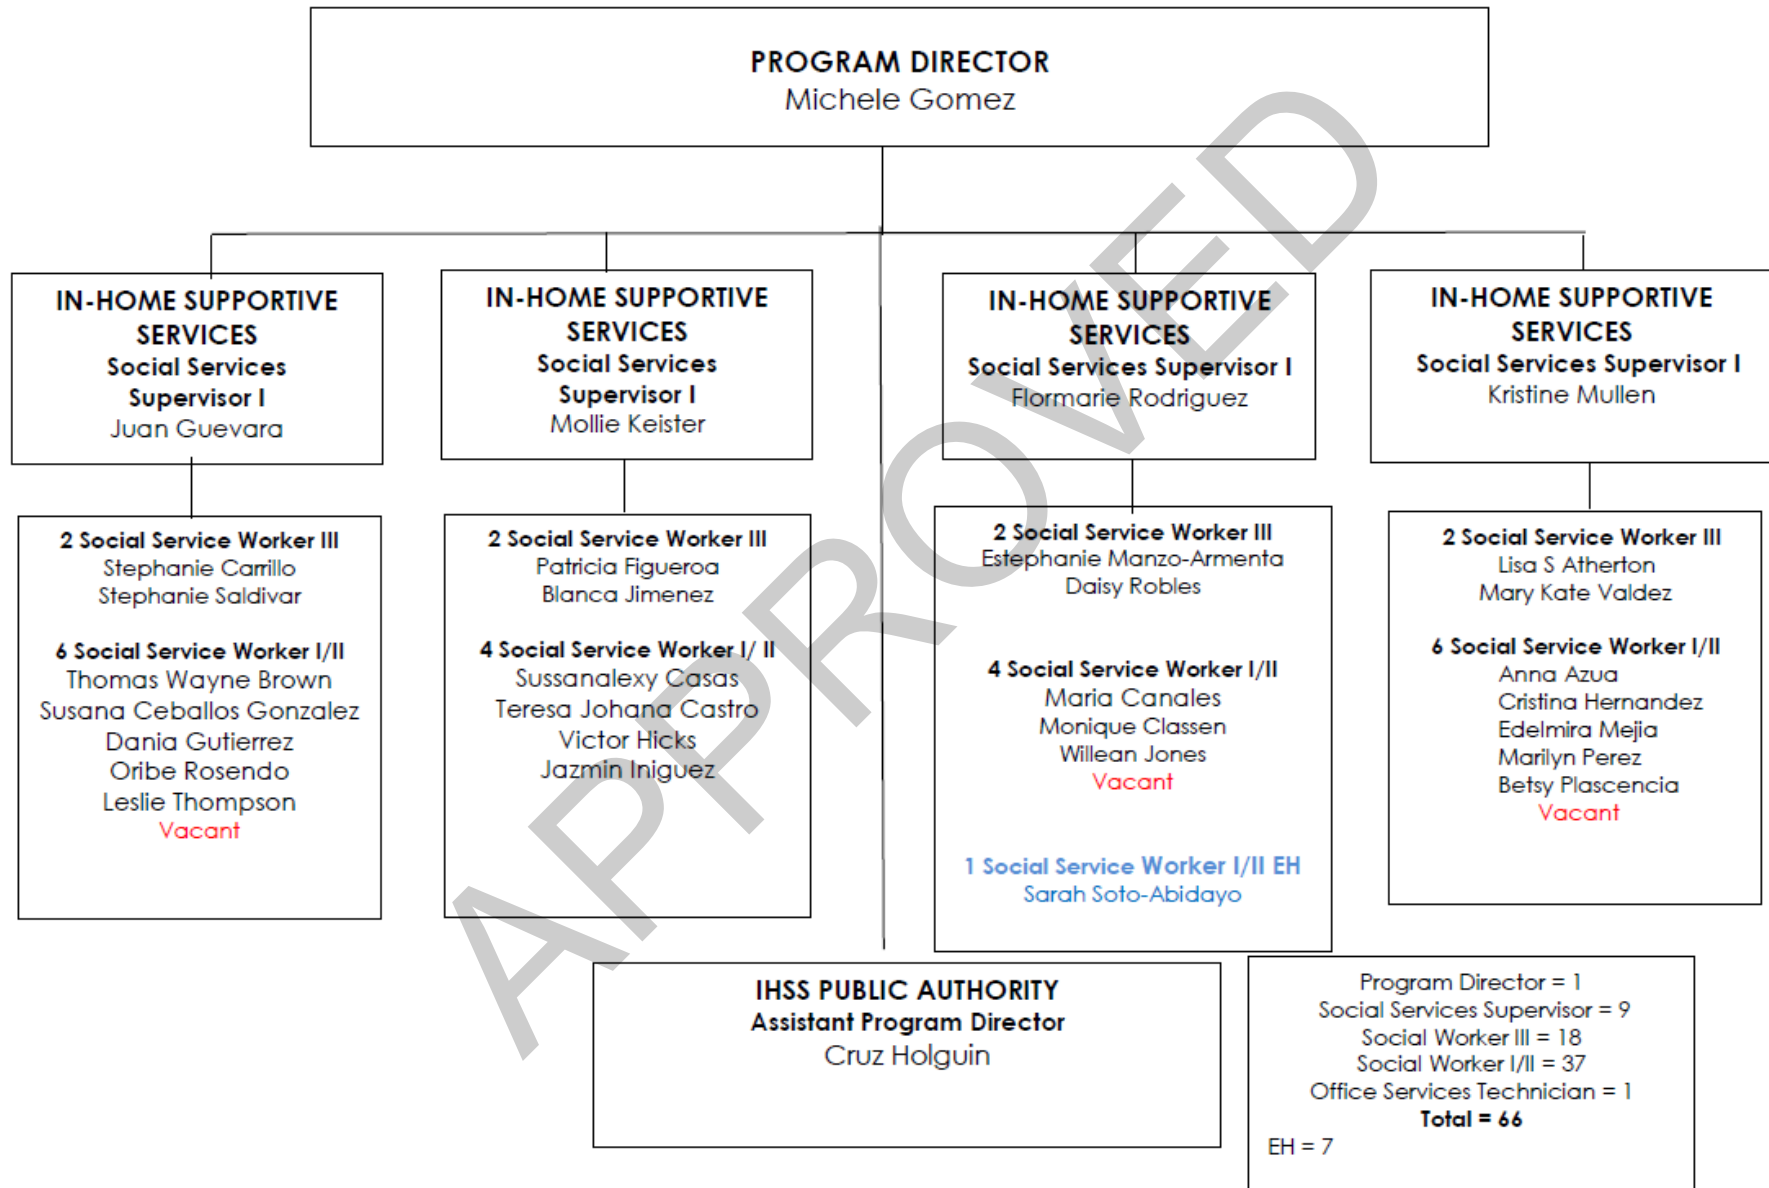 PROGRAM DIRECTOR
Michele Gomez
IN-HOME SUPPORTIVE
SERVICES
Social Services
Supervisor I
Juan Guevara
IN-HOME SUPPORTIVE
SERVICES
Social Services
Supervisor I
Mollie Keister
IN-HOME SUPPORTIVE
SERVICES
Social Services Supervisor I
Flormarie Rodriguez
IN-HOME SUPPORTIVE
SERVICES
Social Services Supervisor I
Kristine Mullen
2 Social Service Worker III
Stephanie Carrillo
Stephanie Saldivar
6 Social Service Worker I/II
Thomas Wayne Brown
Susana Ceballos Gonzalez
Dania Gutierrez
Oribe Rosendo
Leslie Thompson
Vacant
2 Social Service Worker III
Patricia Figueroa
Blanca Jimenez
4 Social Service Worker I/ II
Sussanalexy Casas
Teresa Johana Castro
Victor Hicks
Jazmin Iniguez
2 Social Service Worker III
Estephanie Manzo-Armenta
Daisy Robles
4 Social Service Worker I/II
Maria Canales
Monique Classen
Willean Jones
Vacant
1 Social Service Worker I/II EH
Sarah Soto-Abidayo
2 Social Service Worker III
Lisa S Atherton
Mary Kate Valdez
6 Social Service Worker I/II
Anna Azua
Cristina Hernandez
Edelmira Mejia
Marilyn Perez
Betsy Plascencia
Vacant
IHSS PUBLIC AUTHORITY
Assistant Program Director
Cruz Holguin
Program Director = 1
Social Services Supervisor = 9
Social Worker III = 18
Social Worker I/II = 37
Office Services Technician = 1
Total = 66
EH = 7
APPROVED